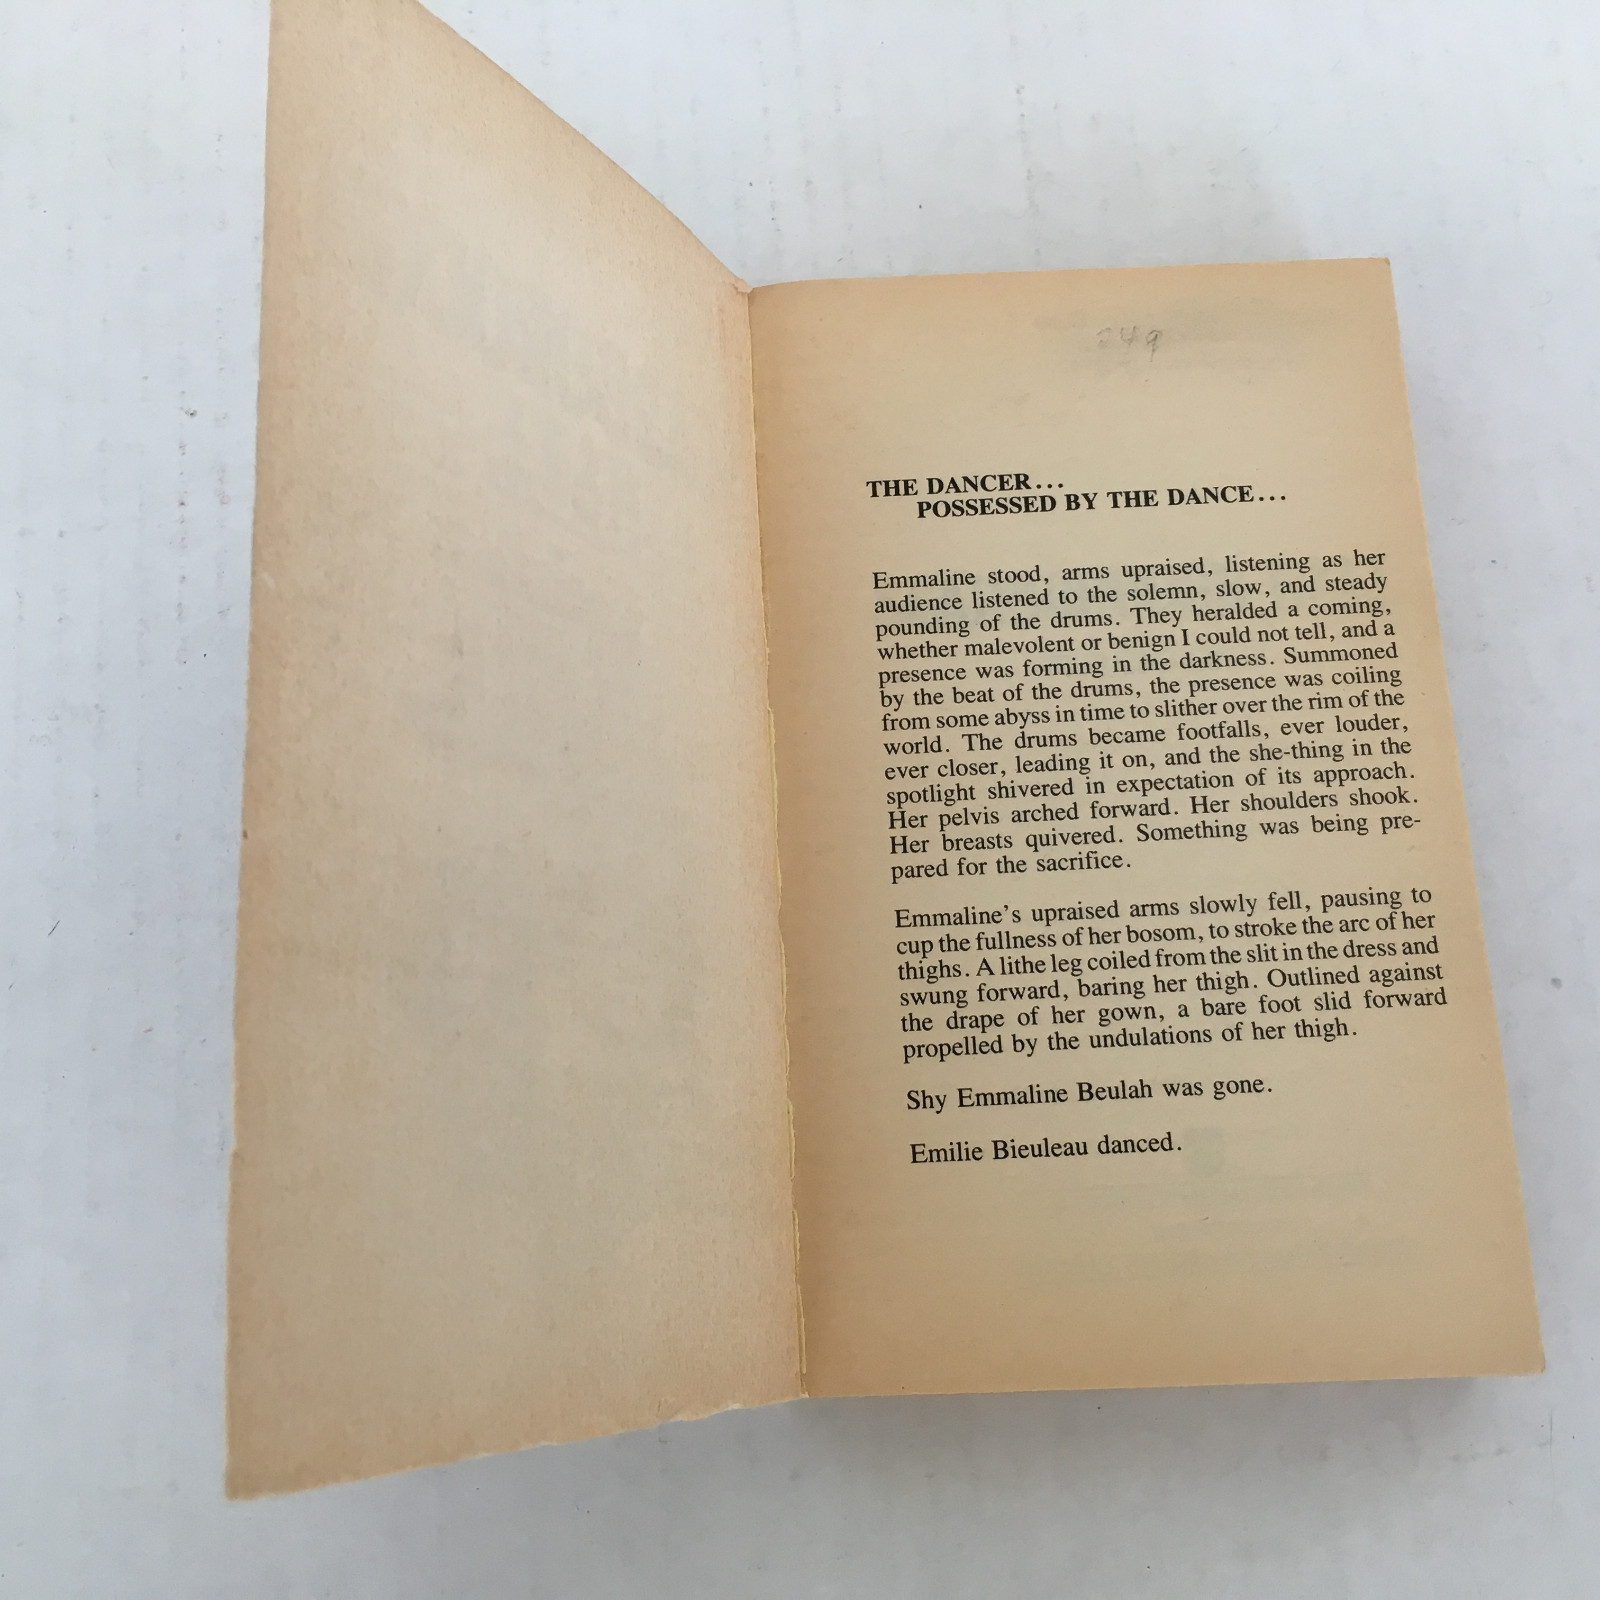 249
THE DANCER...
POSSESSED BY THE DANCE...
Emmaline stood, arms upraised, listening as her
audience listened to the solemn, slow, and steady
pounding of the drums. They heralded a coming,
whether malevolent or benign I could not tell, and a
presence was forming in the darkness. Summoned
by the beat of the drums, the presence was coiling
from some abyss in time to slither over the rim of the
world. The drums became footfalls, ever louder,
ever closer, leading it on, and the she-thing in the
spotlight shivered in expectation of its approach.
Her pelvis arched forward. Her shoulders shook.
Her breasts quivered. Something was being pre-
pared for the sacrifice.
Emmaline's upraised arms slowly fell, pausing to
cup the fullness of her bosom, to stroke the arc of her
thighs. A lithe leg coiled from the slit in the dress and
swung forward, baring her thigh. Outlined against
the drape of her gown, a bare foot slid forward
propelled by the undulations of her thigh.
Shy Emmaline Beulah was gone.
Emilie Bieuleau danced.